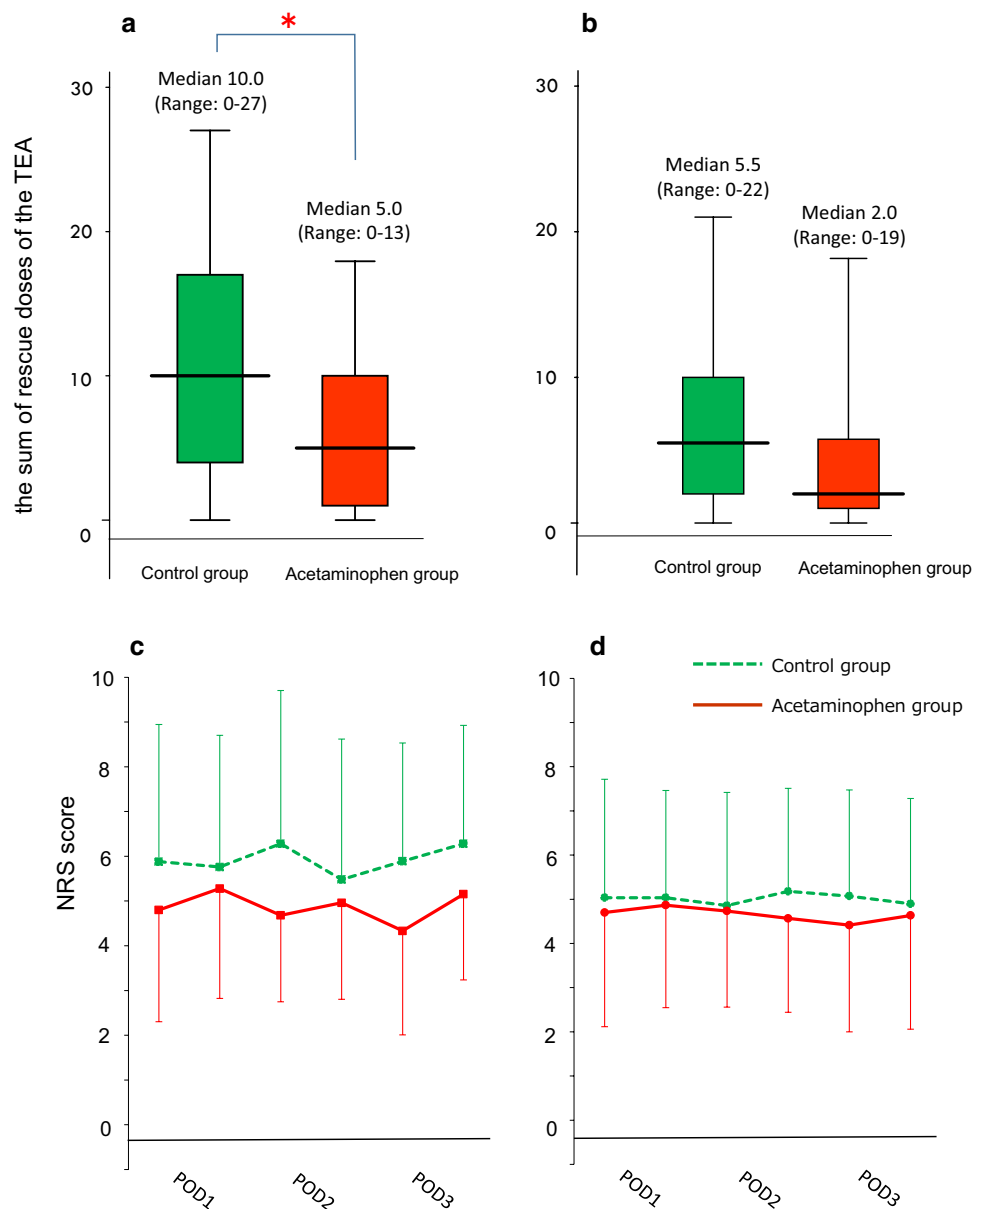 a
*
b
Median 10.0
(Range: 0-27)
Median 5.0
(Range: 0-13)
the sum of rescue doses of the TEA
30
20
10
0
Control group
Acetaminophen group
Median 5.5
(Range: 0-22)
Median 2.0
(Range: 0-19)
30
20
10
0
Control group
Acetaminophen group
c
NRS score
10
8
6
4
2
0
POD1
POD2
POD3
d
Control group
Acetaminophen group
10
8
6
4
2
0
POD1
POD2
POD3